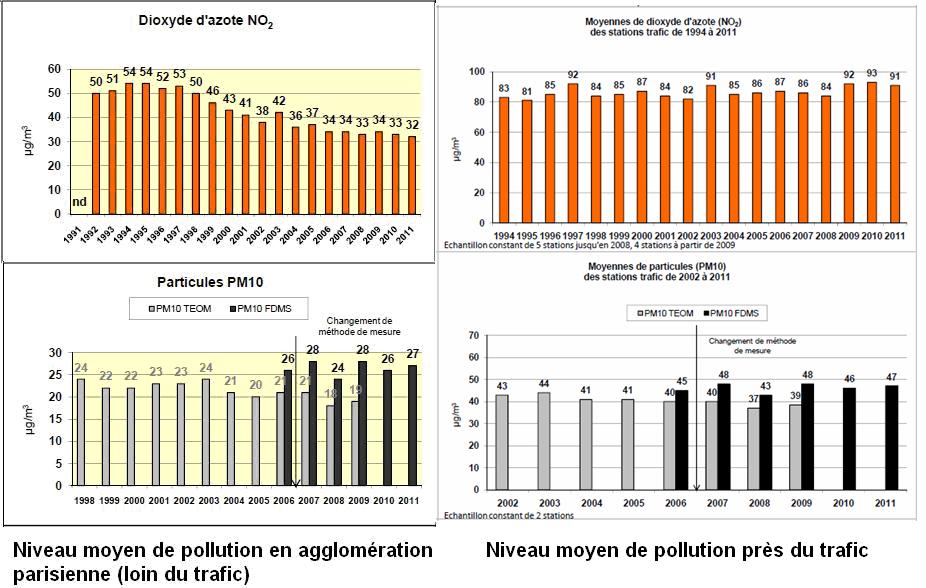 Dioxyde d'azote NO2
µg/m³
60
50
40
30
20
10
0
nd 50 51 54 54 52 53 50 46 43 41 38 42 36 37 34 34 33 34 33 32
1991 1992 1993 1994 1995 1996 1997 1998 1999 2000 2001 2002 2003 2004 2005 2006 2007 2008 2009 2010 2011
Moyennes de dioxyde d'azote (NO2)
des stations trafic de 1994 à 2011
µg/m³
100
80
60
40
20
0
83 81 85 92 84 85 87 84 82 91 85 86 87 86 84 92 93 91
1994 1995 1996 1997 1998 1999 2000 2001 2002 2003 2004 2005 2006 2007 2008 2009 2010 2011
Echantillon constant de 5 stations jusqu'en 2008, 4 stations à partir de 2009
Particules PM10
PM10 TEOM PM10 FDMS
Changement de
méthode de mesure
µg/m³
30
25
20
15
10
5
0
24 22 22 23 23 24 21 20 21 26 21 28 18 24 19 28 26 27
1998 1999 2000 2001 2002 2003 2004 2005 2006 2007 2008 2009 2010 2011
Moyennes de particules (PM10)
des stations trafic de 2002 à 2011
PM10 TEOM PM10 FDMS
Changement de méthode
de mesure
µg/m³
70
60
50
40
30
20
10
0
43 44 41 41 40 45 40 48 37 43 39 48 46 47
2002 2003 2004 2005 2006 2007 2008 2009 2010 2011
Echantillon constant de 2 stations
Niveau moyen de pollution en agglomération
parisienne (loin du trafic)
Niveau moyen de pollution près du trafic